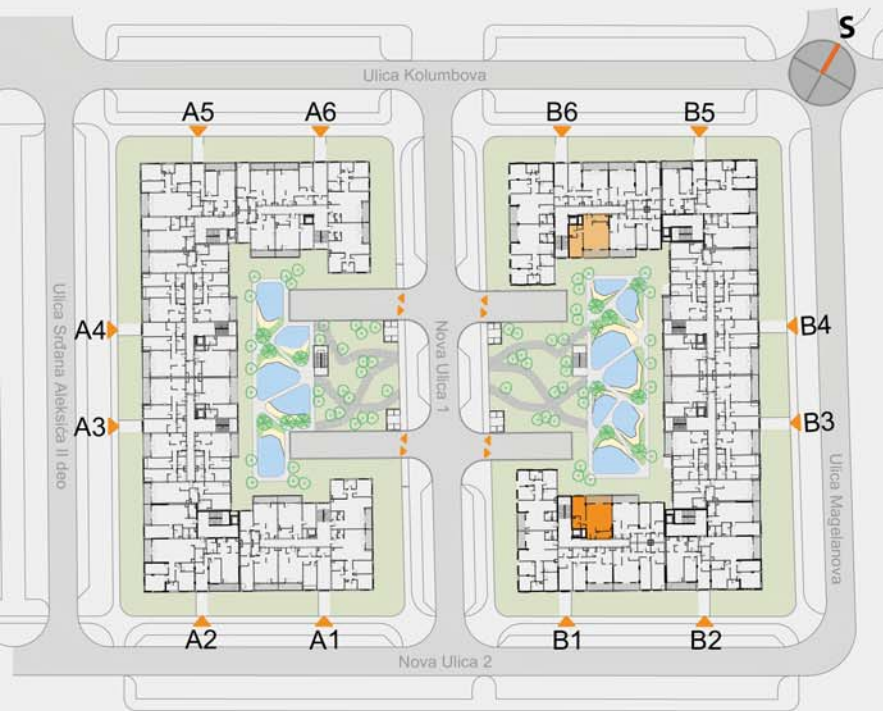 S
Ulica Kolumbova
A5
A6
B6
B5
Ulica Srđana Aleksića II deo
A4
Nova Ulica 1
B4
A3
B3
Ulica Magelanova
A2
A1
B1
B2
Nova Ulica 2